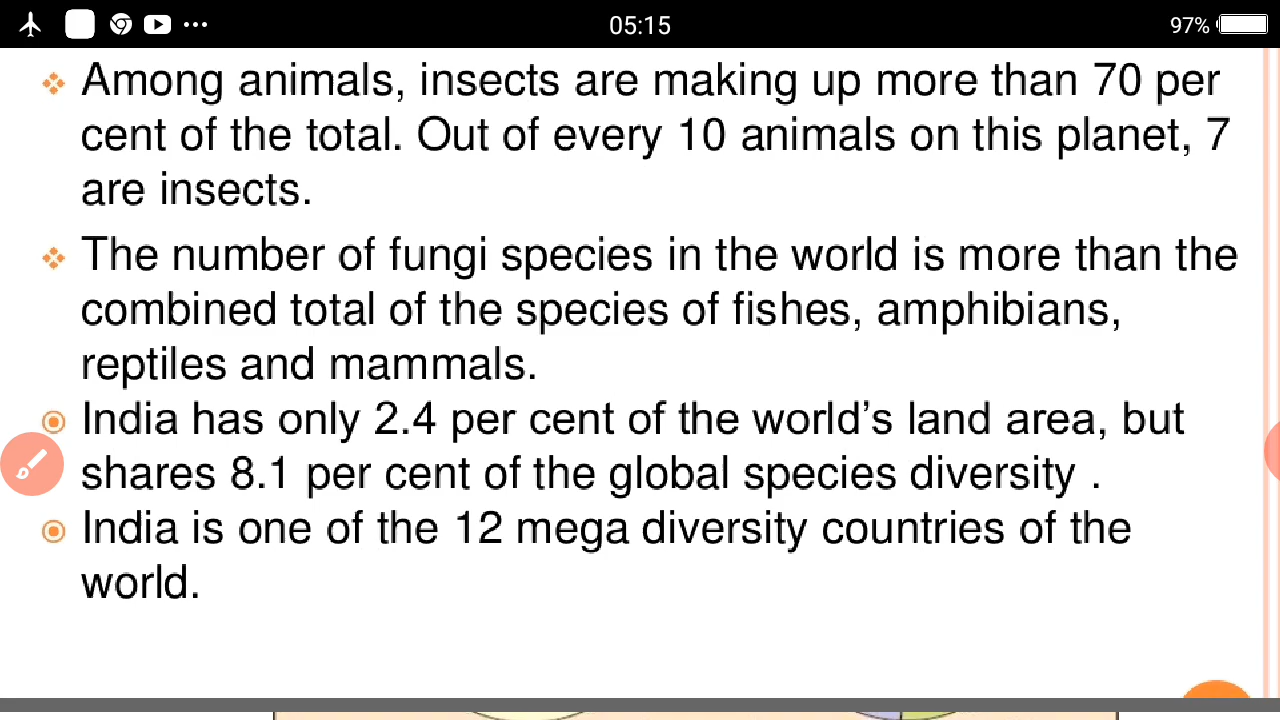 05:15
97%
Among animals, insects are making up more than 70 per
cent of the total. Out of every 10 animals on this planet, 7
are insects.
The number of fungi species in the world is more than the
combined total of the species of fishes, amphibians,
reptiles and mammals.
India has only 2.4 per cent of the world’s land area, but
shares 8.1 per cent of the global species diversity .
India is one of the 12 mega diversity countries of the
world.